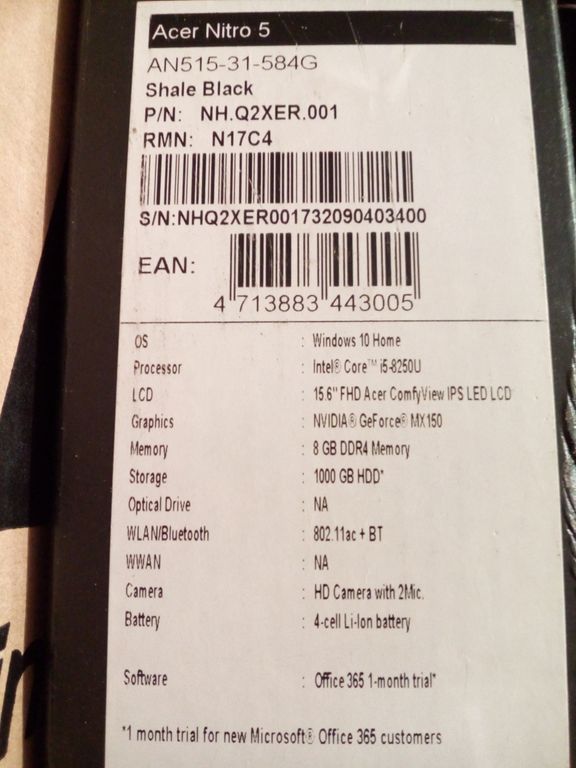 Acer Nitro 5
AN515-31-584G
Shale Black
P/N: NH.Q2XER.001
RMN: N17C4
S/N:NHQ2XER001732090403400
EAN:
4 713883 443005
OS : Windows 10 Home
Processor : Intel® Core™ i5-8250U
LCD : 15.6" FHD Acer ComfyView IPS LED LCD
Graphics : NVIDIA® GeForce® MX150
Memory : 8 GB DDR4 Memory
Storage : 1000 GB HDD*
Optical Drive : NA
WLAN/Bluetooth : 802.11ac + BT
WWAN : NA
Camera : HD Camera with 2Mic.
Battery : 4-cell Li-Ion battery
Software : Office 365 1-month trial*
*1 month trial for new Microsoft® Office 365 customers